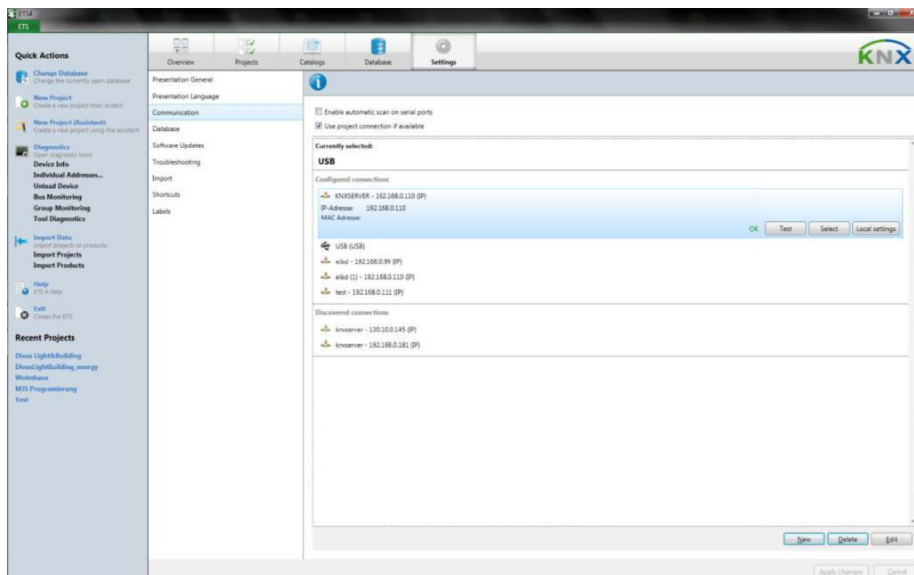 ETS4
ETS
Quick Actions
Change Database
Change the currently open database
New Project
Create a new project from scratch
New Project (Assistant)
Create a new project using the assistant
Diagnostics
Open diagnostic tools
Device Info
Individual Addresses...
Unload Device
Bus Monitoring
Group Monitoring
Tool Diagnostics
Import Data
Import projects or products
Import Projects
Import Products
Help
ETS 4 Help
Exit
Closes the ETS
Recent Projects
Divus Light&Building
DivusLightBuilding_energy
Wohnhaus
MJS Programierung
Test
Overview
Projects
Catalogs
Database
Settings
KNX
Presentation General
Presentation Language
Communication
Database
Software Updates
Troubleshooting
Import
Shortcuts
Labels
Enable automatic scan on serial ports
Use project connection if available
Currently selected:
USB
Configured connections
KNXSERVER - 192.168.0.110 (IP)
IP-Adresse: 192.168.0.110
MAC Adresse:
OK Test Select Local settings
USB (USB)
eibd - 192.168.0.99 (IP)
eibd (1) - 192.168.0.110 (IP)
test - 192.168.0.111 (IP)
Discovered connections
knxserver - 130.10.0.145 (IP)
knxserver - 192.168.0.181 (IP)
New Delete Edit
Apply Changes Cancel